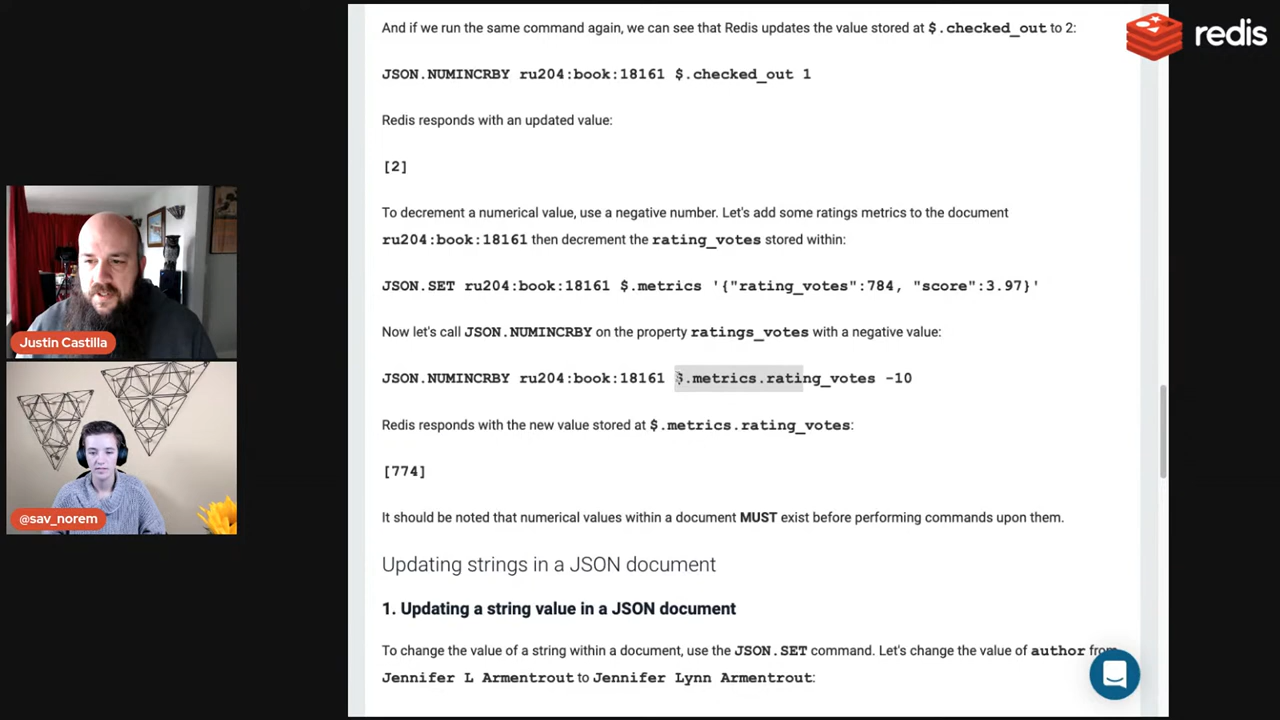 And if we run the same command again, we can see that Redis updates the value stored at $.checked_out to 2:
JSON.NUMINCRBY ru204:book:18161 $.checked_out 1
Redis responds with an updated value:
[2]
To decrement a numerical value, use a negative number. Let's add some ratings metrics to the document
ru204:book:18161 then decrement the rating_votes stored within:
JSON.SET ru204:book:18161 $.metrics '{"rating_votes":784, "score":3.97}'
Now let's call JSON.NUMINCRBY on the property ratings_votes with a negative value:
JSON.NUMINCRBY ru204:book:18161 $.metrics.rating_votes -10
Redis responds with the new value stored at $.metrics.rating_votes:
[774]
It should be noted that numerical values within a document MUST exist before performing commands upon them.
Updating strings in a JSON document
1. Updating a string value in a JSON document
To change the value of a string within a document, use the JSON.SET command. Let's change the value of author from
Jennifer L Armentrout to Jennifer Lynn Armentrout:
redis
Justin Castilla
@sav_norem